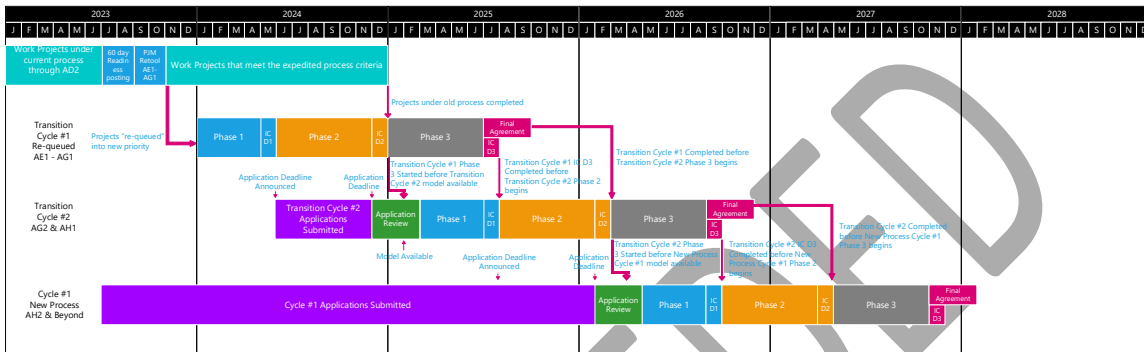 2023 2024 2025 2026 2027 2028
J F M A M J J A S O N D J F M A M J J A S O N D J F M A M J J A S O N D J F M A M J J A S O N D J F M A M J J A S O N D J F M A M J J A S O N D
Work Projects under
current process
through AD2
60 day
Readin
ess
posting
PJM
Retool
AE1-
AG1
Work Projects that meet the expedited process criteria
Projects under old process completed
Transition
Cycle #1
Re-queued
AE1 - AG1
Projects "re-queued"
into new priority
Phase 1
IC
D1
Phase 2
IC
D2
Phase 3
Final
Agreement
IC
D3
Transition Cycle #1 Phase
3 Started before Transition
Cycle #2 model available
Transition Cycle #1 IC D3
Completed before
Transition Cycle #2 Phase 2
begins
Transition Cycle #1 Completed before
Transition Cycle #2 Phase 3 begins
Application Deadline
Announced
Application
Deadline
Transition
Cycle #2
AG2 & AH1
Transition Cycle #2
Applications
Submitted
Application
Review
Phase 1
IC
D1
Phase 2
IC
D2
Phase 3
Final
Agreement
IC
D3
Model Available
Application Deadline
Announced
Application
Deadline
Transition Cycle #2 Phase
3 Started before New Process
Cycle #1 model available
Transition Cycle #2 IC D3
Completed before New
Process Cycle #1 Phase 2
begins
Transition Cycle #2 Completed
before New Process Cycle #1
Phase 3 begins
Cycle #1
New Process
AH2 & Beyond
Cycle #1 Applications Submitted
Application
Review
Phase 1
IC
D1
Phase 2
IC
D2
Phase 3
Final
Agreement
IC
D3